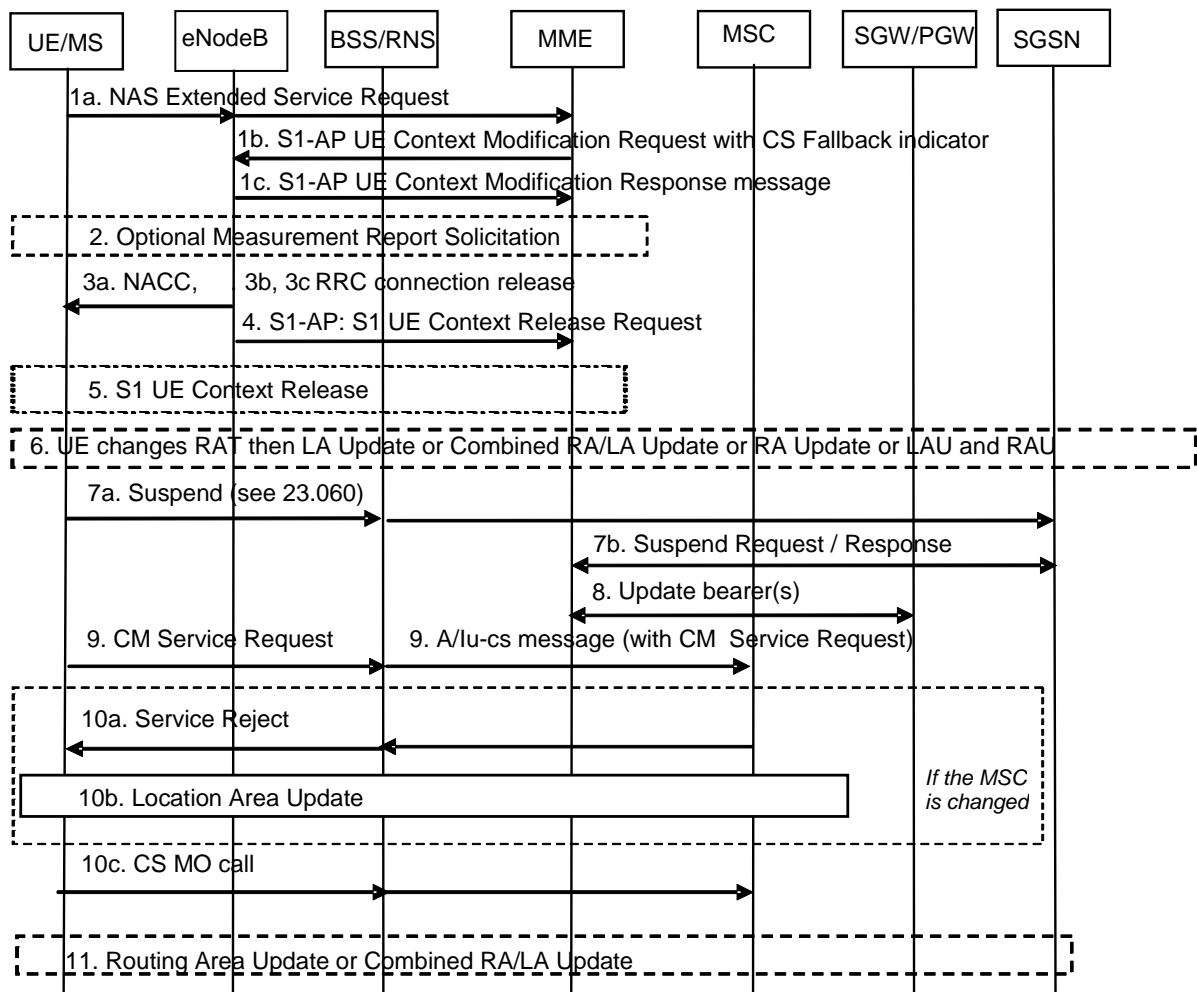 UE/MS
eNodeB
BSS/RNS
MME
MSC
SGW/PGW
SGSN
1a. NAS Extended Service Request
1b. S1-AP UE Context Modification Request with CS Fallback indicator
1c. S1-AP UE Context Modification Response message
2. Optional Measurement Report Solicitation
3a. NACC, . 3b, 3c RRC connection release
4. S1-AP: S1 UE Context Release Request
5. S1 UE Context Release
6. UE changes RAT then LA Update or Combined RA/LA Update or RA Update or LAU and RAU
7a. Suspend (see 23.060)
7b. Suspend Request / Response
8. Update bearer(s)
9. CM Service Request
9. A/Iu-cs message (with CM Service Request)
10a. Service Reject
If the MSC
is changed
10b. Location Area Update
10c. CS MO call
11. Routing Area Update or Combined RA/LA Update